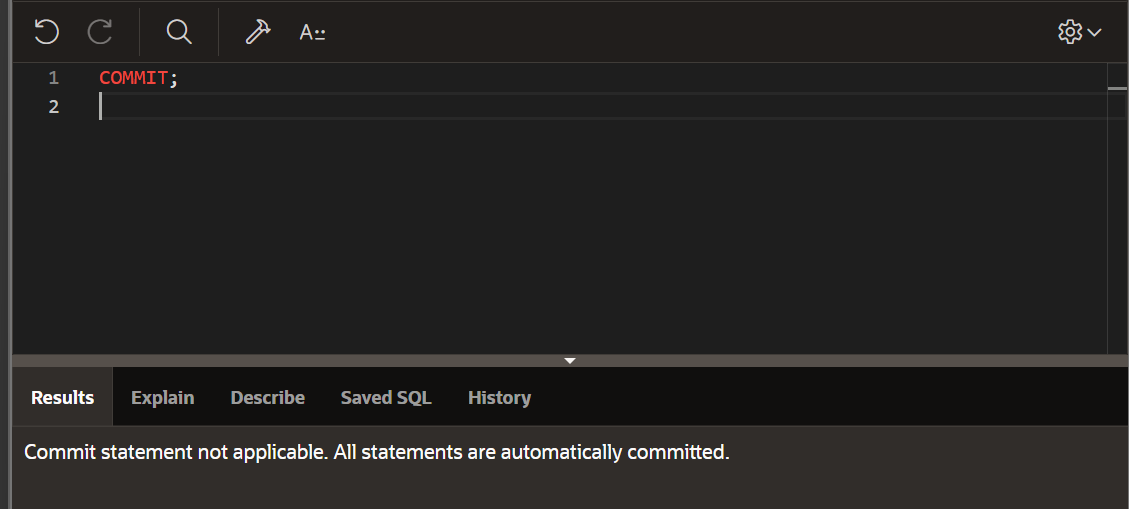 A::
1 COMMIT;
2
Results Explain Describe Saved SQL History
Commit statement not applicable. All statements are automatically committed.